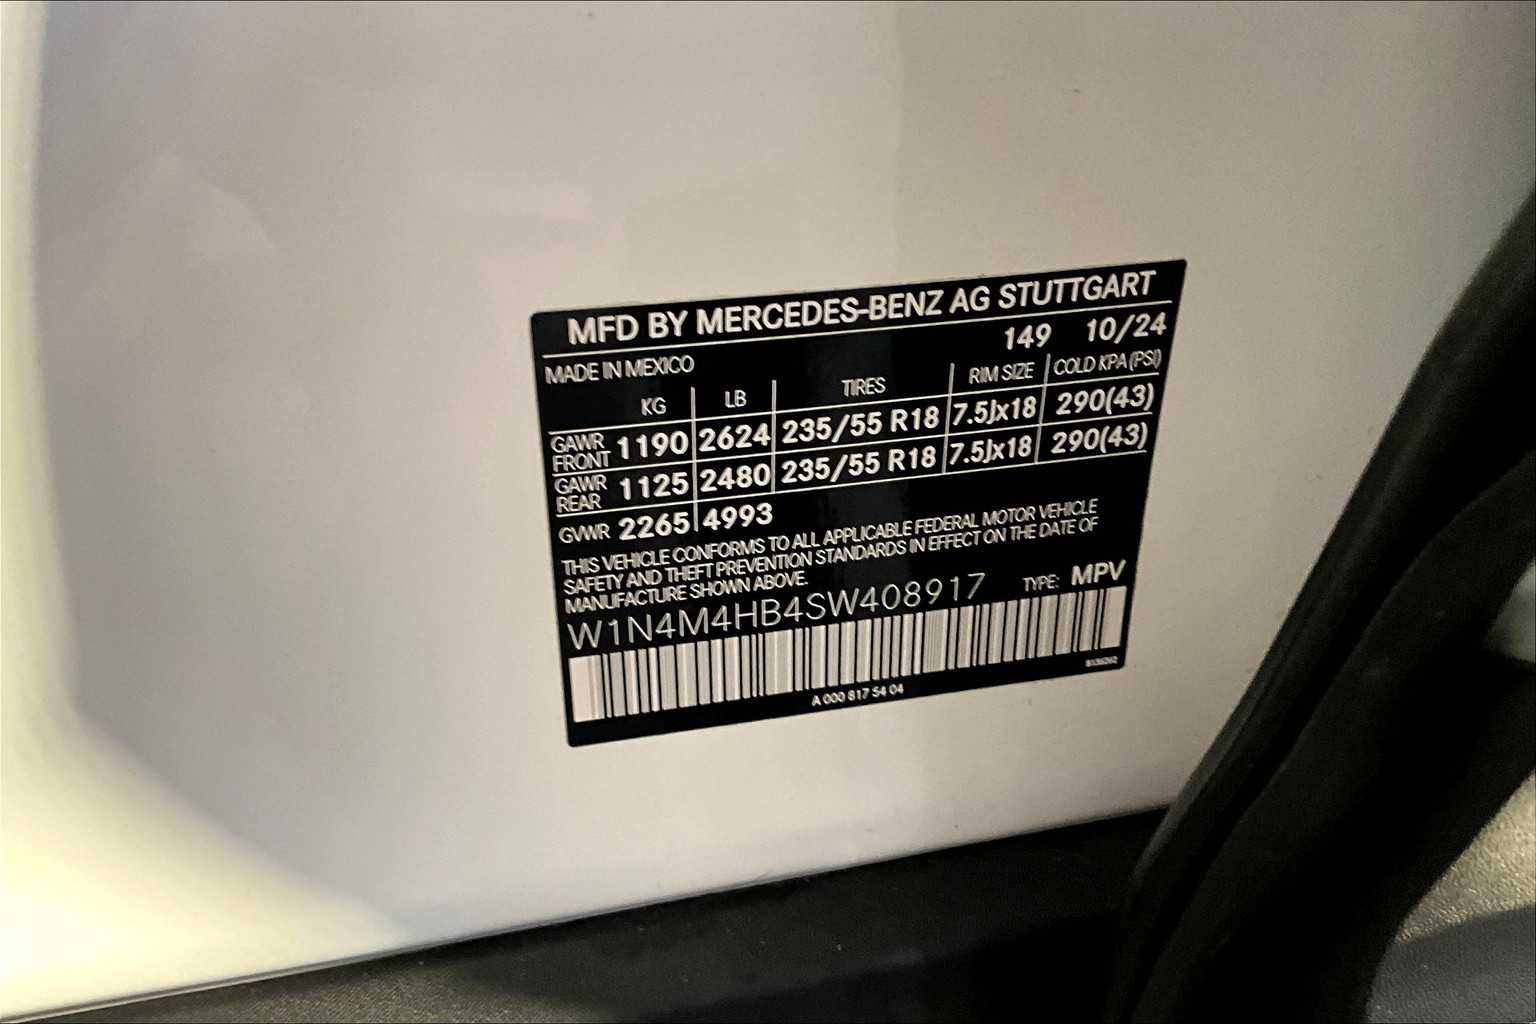 MFD BY MERCEDES-BENZ AG STUTTGART
149 10/24
MADE IN MEXICO
KG LB TIRES RIM SIZE COLD KPA (PSI)
GAWR FRONT 1190 2624 235/55 R18 7.5Jx18 290(43)
GAWR REAR 1125 2480 235/55 R18 7.5Jx18 290(43)
GVWR 2265 4993
THIS VEHICLE CONFORMS TO ALL APPLICABLE FEDERAL MOTOR VEHICLE
SAFETY AND THEFT PREVENTION STANDARDS IN EFFECT ON THE DATE OF
MANUFACTURE SHOWN ABOVE.
W1N4M4HB4SW408917 TYPE: MPV
A 000 817 54 04